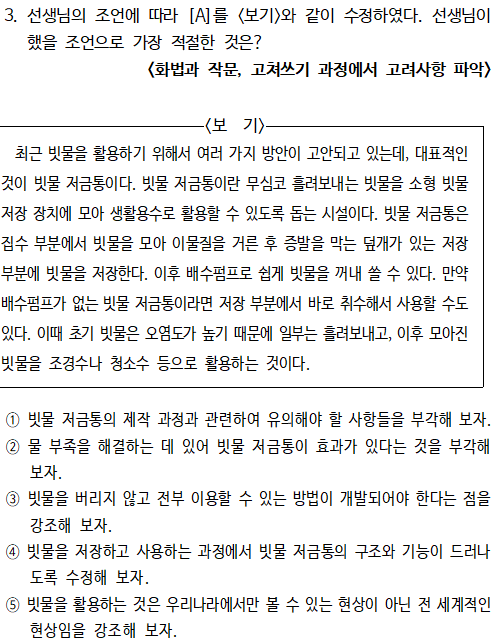 3. 선생님의 조언에 따라 [A]를 <보기>와 같이 수정하였다. 선생님이
했을 조언으로 가장 적절한 것은?
<화법과 작문, 고쳐쓰기 과정에서 고려사항 파악>
<보 기>
최근 빗물을 활용하기 위해서 여러 가지 방안이 고안되고 있는데, 대표적인
것이 빗물 저금통이다. 빗물 저금통이란 무심코 흘려보내는 빗물을 소형 빗물
저장 장치에 모아 생활용수로 활용할 수 있도록 돕는 시설이다. 빗물 저금통은
집수 부분에서 빗물을 모아 이물질을 거른 후 증발을 막는 덮개가 있는 저장
부분에 빗물을 저장한다. 이후 배수펌프로 쉽게 빗물을 꺼내 쓸 수 있다. 만약
배수펌프가 없는 빗물 저금통이라면 저장 부분에서 바로 취수해서 사용할 수도
있다. 이때 초기 빗물은 오염도가 높기 때문에 일부는 흘려보내고, 이후 모아진
빗물을 조경수나 청소수 등으로 활용하는 것이다.
① 빗물 저금통의 제작 과정과 관련하여 유의해야 할 사항들을 부각해 보자.
② 물 부족을 해결하는 데 있어 빗물 저금통이 효과가 있다는 것을 부각해
보자.
③ 빗물을 버리지 않고 전부 이용할 수 있는 방법이 개발되어야 한다는 점을
강조해 보자.
④ 빗물을 저장하고 사용하는 과정에서 빗물 저금통의 구조와 기능이 드러나
도록 수정해 보자.
⑤ 빗물을 활용하는 것은 우리나라에서만 볼 수 있는 현상이 아닌 전 세계적인
현상임을 강조해 보자.